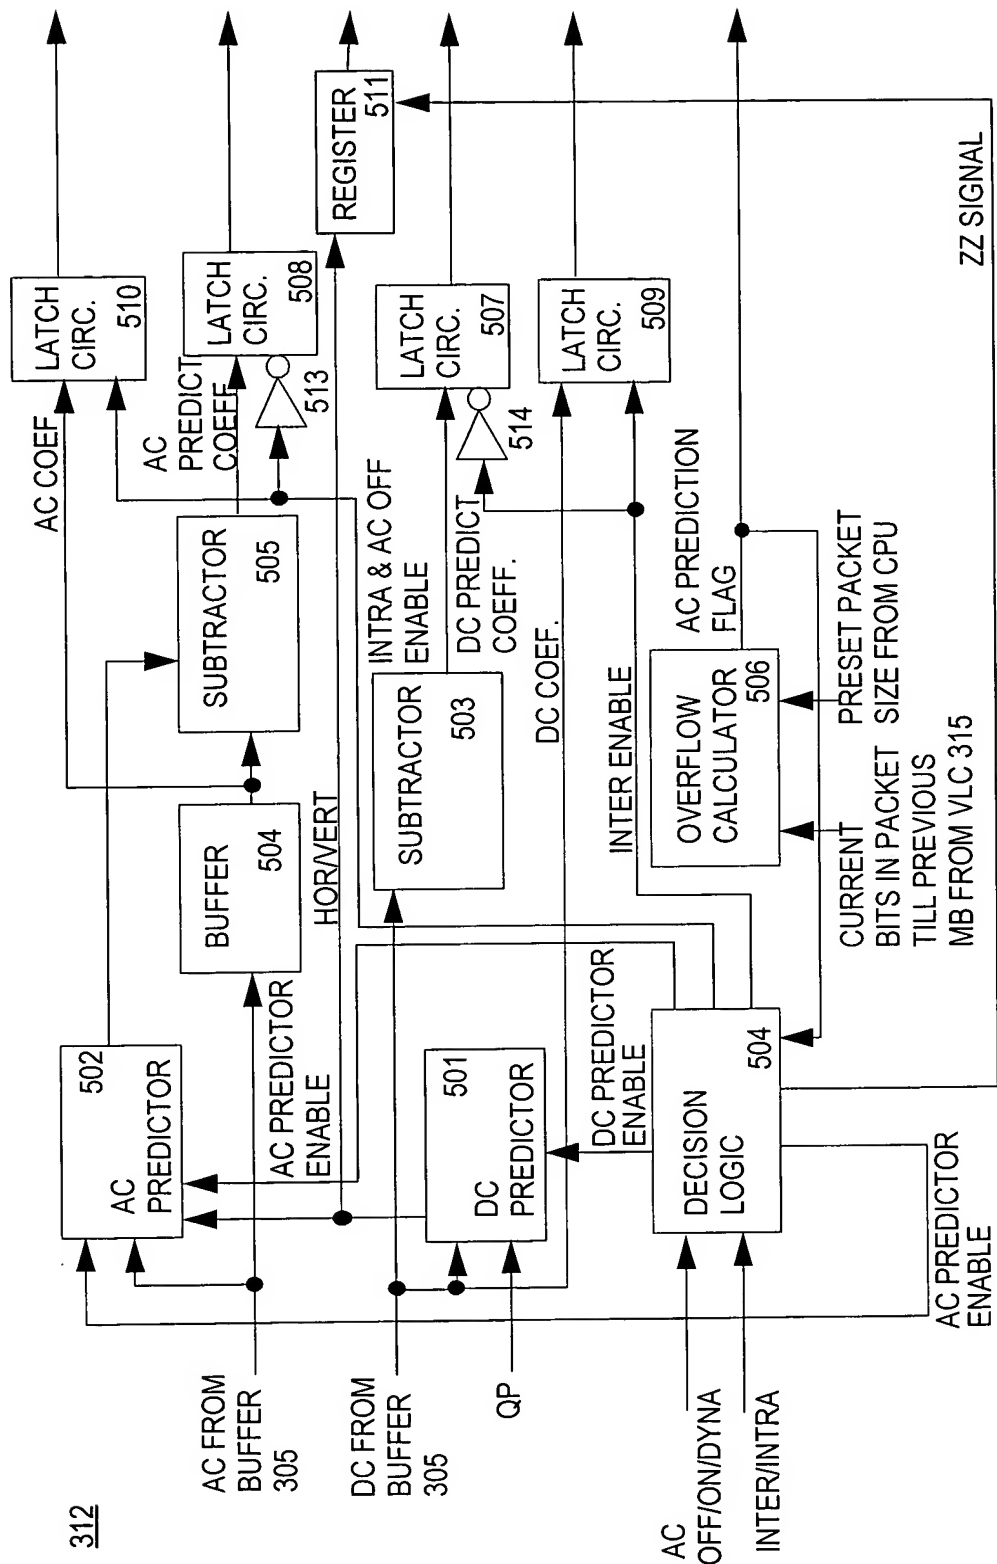 312
AC FROM
BUFFER
305
DC FROM
BUFFER
305
QP
AC
OFF/ON/DYNA
INTER/INTRA
502
AC
PREDICTOR
501
DC
PREDICTOR
DECISION
LOGIC
504
AC PREDICTOR
ENABLE
AC PREDICTOR
ENABLE
DC PREDICTOR
ENABLE
BUFFER
504
HOR/VERT
SUBTRACTOR
505
SUBTRACTOR
503
OVERFLOW
CALCULATOR
506
CURRENT
BITS IN PACKET
TILL PREVIOUS
MB FROM VLC 315
PRESET PACKET
SIZE FROM CPU
AC COEF
AC
PREDICT
COEFF
INTRA & AC OFF
ENABLE
DC PREDICT
COEFF.
DC COEF.
INTER ENABLE
AC PREDICTION
FLAG
LATCH
CIRC.
510
LATCH
CIRC.
508
513
REGISTER
511
LATCH
CIRC.
507
514
LATCH
CIRC.
509
ZZ SIGNAL